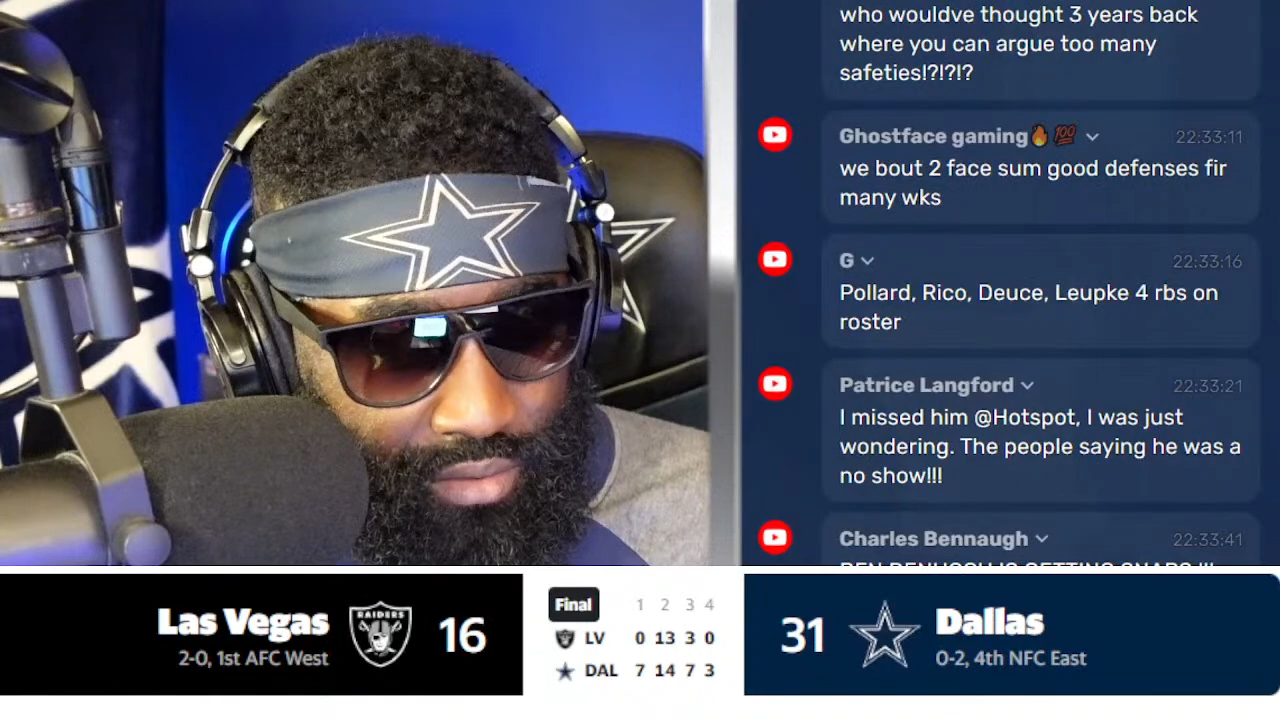 who wouldve thought 3 years back
where you can argue too many
safeties!?!?!?
Ghostface gaming🔥💯
22:33:11
we bout 2 face sum good defenses fir
many wks
G
22:33:16
Pollard, Rico, Deuce, Leupke 4 rbs on
roster
Patrice Langford
22:33:21
I missed him @Hotspot, I was just
wondering. The people saying he was a
no show!!!
Charles Bennaugh
22:33:41
Las Vegas
2-0, 1st AFC West
RAIDERS
16
Final 1 2 3 4
LV 0 13 3 0
DAL 7 14 7 3
31
Dallas
0-2, 4th NFC East